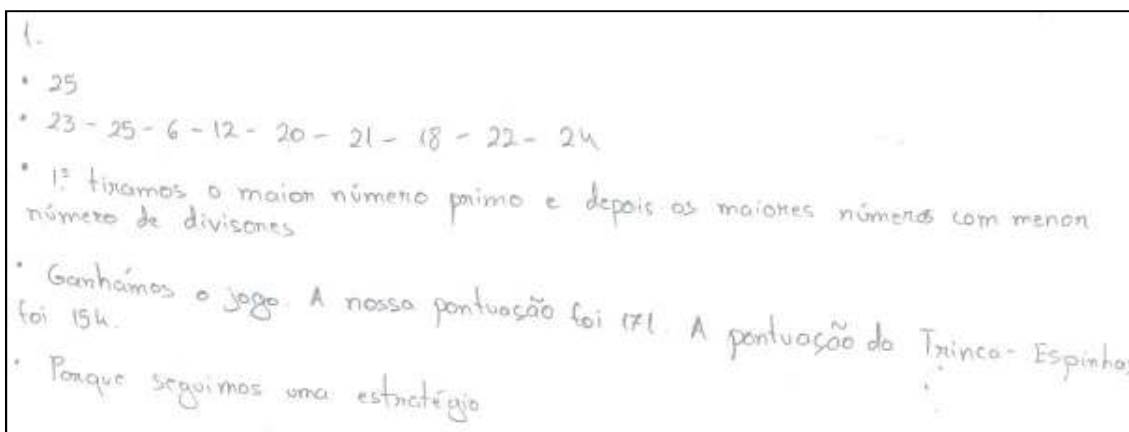 1.
• 25
• 23 - 25 - 6 - 12 - 20 - 21 - 18 - 22 - 24
• 1º tiramos o maior número primo e depois os maiores números com menor
número de divisores
• Ganhámos o jogo. A nossa pontuação foi 171. A pontuação do Trinca-Espinhas
foi 154.
• Porque seguimos uma estratégia